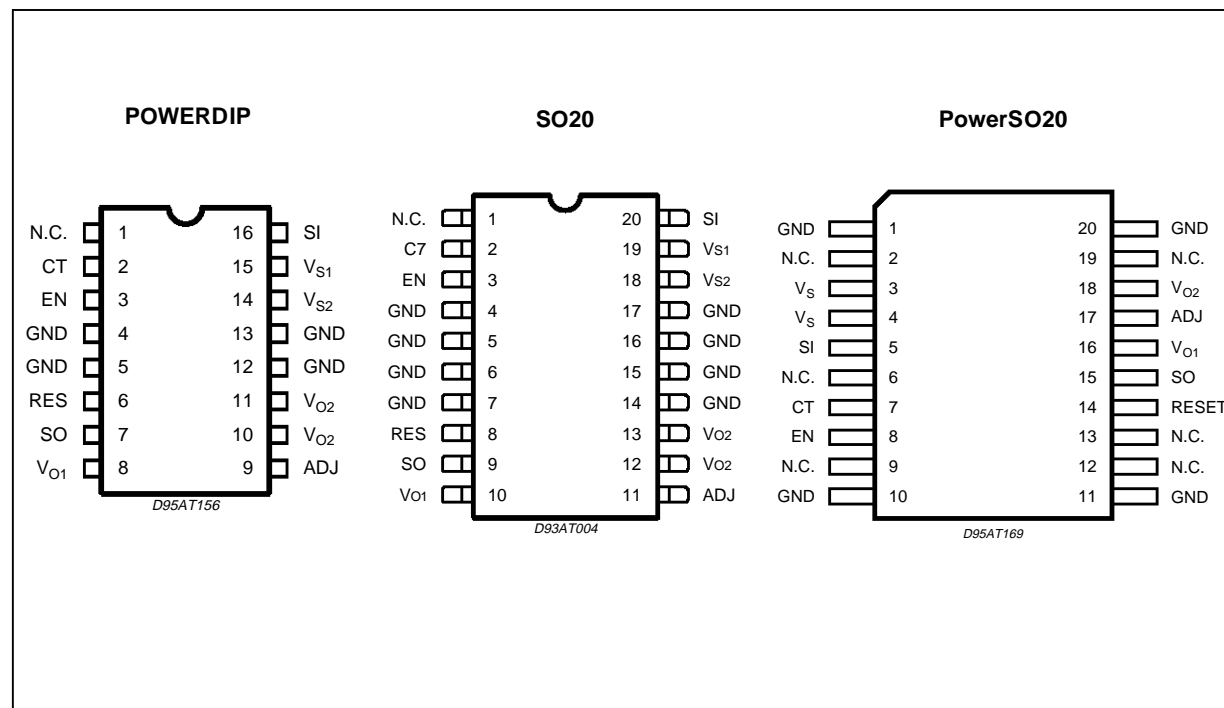 POWERDIP
N.C. 1 16 SI
CT 2 15 VS1
EN 3 14 VS2
GND 4 13 GND
GND 5 12 GND
RES 6 11 VO2
SO 7 10 VO2
VO1 8 9 ADJ
D95AT156
SO20
N.C. 1 20 SI
C7 2 19 VS1
EN 3 18 VS2
GND 4 17 GND
GND 5 16 GND
GND 6 15 GND
GND 7 14 GND
RES 8 13 VO2
SO 9 12 VO2
VO1 10 11 ADJ
D93AT004
PowerSO20
GND 1 20 GND
N.C. 2 19 N.C.
VS 3 18 VO2
VS 4 17 ADJ
SI 5 16 VO1
N.C. 6 15 SO
CT 7 14 RESET
EN 8 13 N.C.
N.C. 9 12 N.C.
GND 10 11 GND
D95AT169